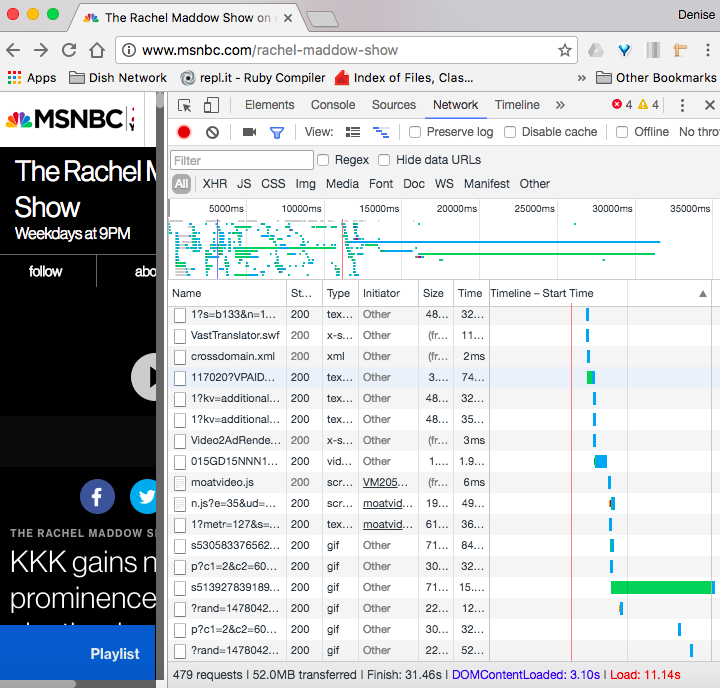 The Rachel Maddow Show on
Denise
www.msnbc.com/rachel-maddow-show
Apps Dish Network repl.it - Ruby Compiler Index of Files, Clas... » Other Bookmarks
Elements Console Sources Network Timeline » 4 4
View: Preserve log Disable cache Offline No thro
Filter Regex Hide data URLs
All XHR JS CSS Img Media Font Doc WS Manifest Other
5000ms 10000ms 15000ms 20000ms 25000ms 30000ms 35000ms
Name St... Type Initiator Size Time Timeline – Start Time
1?s=b133&n=1... 200 tex... Other 48... 32...
VastTranslator.swf 200 x-s... Other (fr... 11...
crossdomain.xml 200 xml Other (fr... 2ms
117020?VPAID... 200 tex... Other 3.... 74...
1?kv=additional... 200 tex... Other 48... 32...
1?kv=additional... 200 tex... Other 48... 35...
Video2AdRende... 200 x-s... Other (fr... 3ms
015GD15NNN1... 200 vid... Other 1.... 1.9...
moatvideo.js 200 scr... VM205... (fr... 6ms
n.js?e=35&ud=... 200 scr... moatvid... 19... 49...
1?metr=127&s=... 200 tex... moatvid... 61... 36...
s530583376562... 200 gif Other 71... 84...
p?c1=2&c2=60... 200 gif Other 30... 32...
s513927839189... 200 gif Other 71... 15....
?rand=1478042... 200 gif Other 22... 12...
p?c1=2&c2=60... 200 gif Other 30... 32...
?rand=1478042... 200 gif Other 22... 52...
479 requests | 52.0MB transferred | Finish: 31.46s | DOMContentLoaded: 3.10s | Load: 11.14s
MSNBC
The Rachel M
Show
Weekdays at 9PM
follow abo
THE RACHEL MADDOW S
KKK gains n
prominence
Playlist